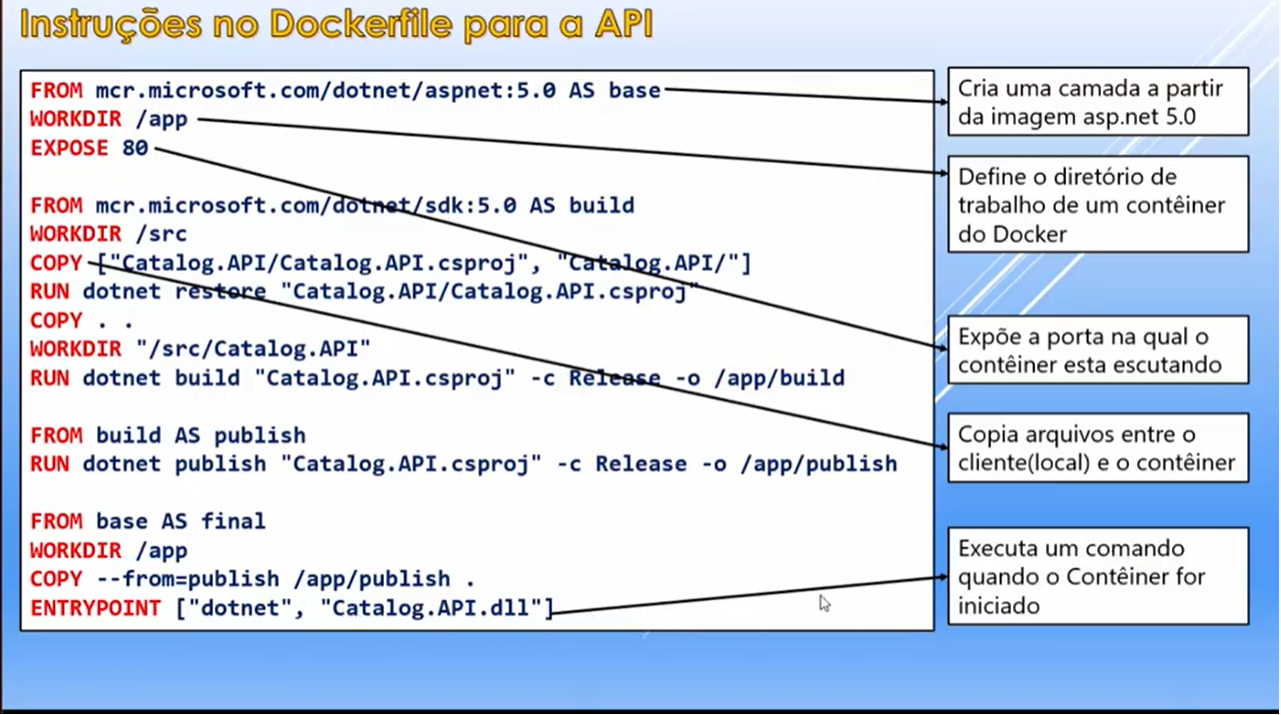 Instruções no Dockerfile para a API
FROM mcr.microsoft.com/dotnet/aspnet:5.0 AS base
WORKDIR /app
EXPOSE 80
FROM mcr.microsoft.com/dotnet/sdk:5.0 AS build
WORKDIR /src
COPY ["Catalog.API/Catalog.API.csproj", "Catalog.API/"]
RUN dotnet restore "Catalog.API/Catalog.API.csproj"
COPY . .
WORKDIR "/src/Catalog.API"
RUN dotnet build "Catalog.API.csproj" -c Release -o /app/build
FROM build AS publish
RUN dotnet publish "Catalog.API.csproj" -c Release -o /app/publish
FROM base AS final
WORKDIR /app
COPY --from=publish /app/publish .
ENTRYPOINT ["dotnet", "Catalog.API.dll"]
Cria uma camada a partir
da imagem asp.net 5.0
Define o diretório de
trabalho de um contêiner
do Docker
Expõe a porta na qual o
contêiner esta escutando
Copia arquivos entre o
cliente(local) e o contêiner
Executa um comando
quando o Contêiner for
iniciado